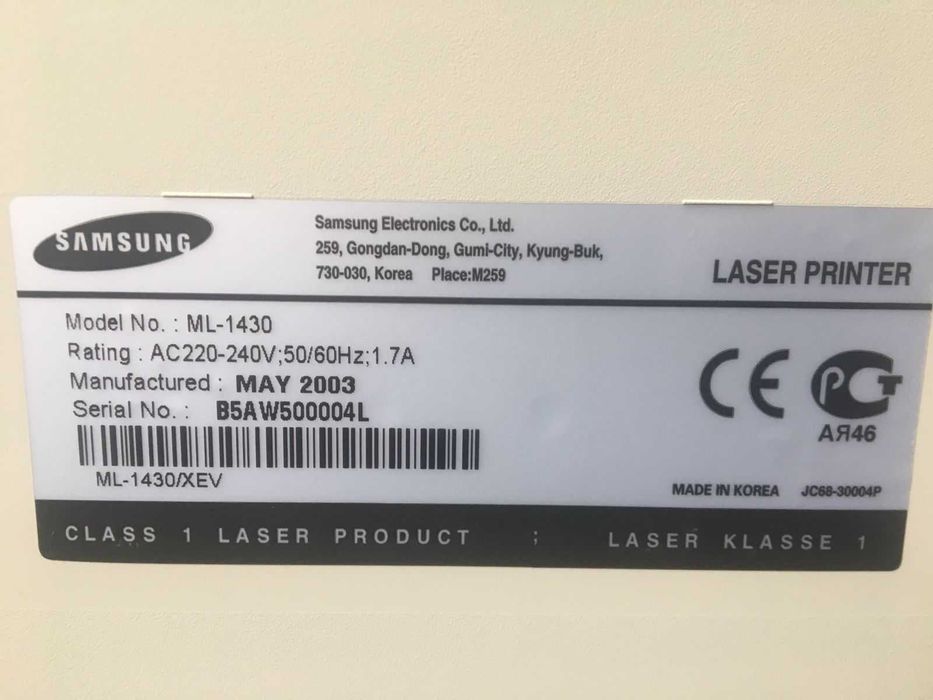 SAMSUNG
Samsung Electronics Co., Ltd.
259, Gongdan-Dong, Gumi-City, Kyung-Buk,
730-030, Korea Place:M259
LASER PRINTER
Model No. : ML-1430
Rating : AC220-240V;50/60Hz;1.7A
Manufactured : MAY 2003
Serial No. : B5AW500004L
ML-1430/XEV
CE
РСТ
АЯ46
MADE IN KOREA JC68-30004P
CLASS 1 LASER PRODUCT ; LASER KLASSE 1